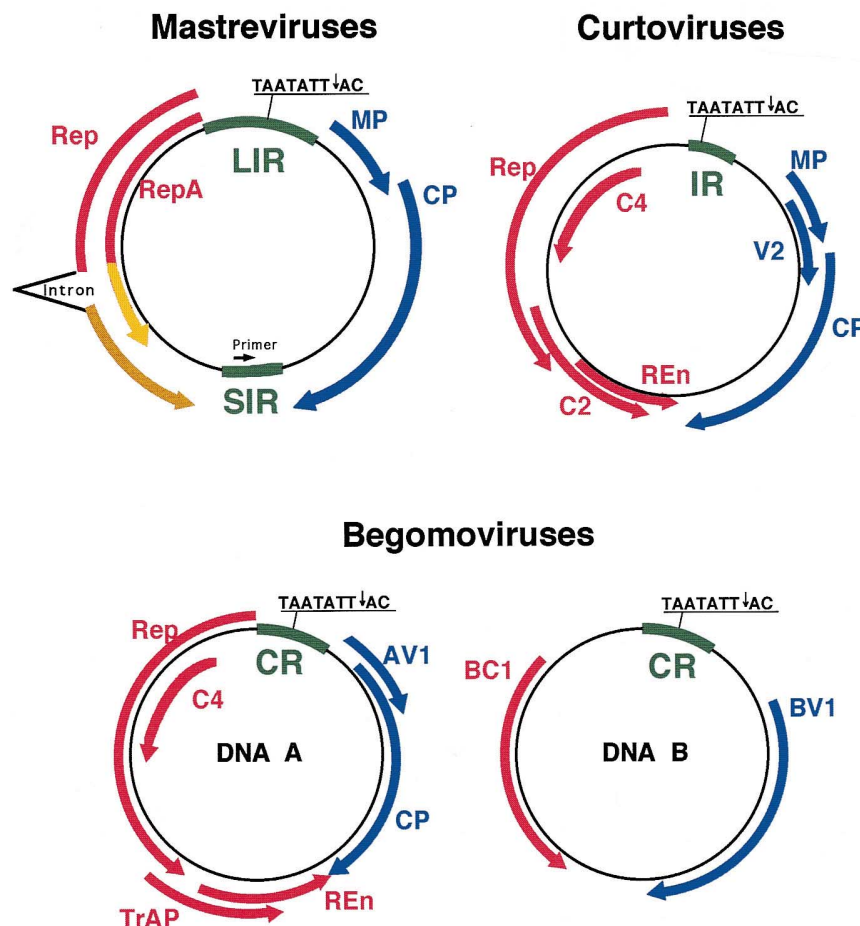 Mastreviruses
Curtoviruses
TAATATT↓AC
Rep
MP
LIR
RepA
CP
Intron
Primer
SIR
TAATATT↓AC
Rep
IR
MP
C4
V2
CP
REn
C2
Begomoviruses
TAATATT↓AC
Rep
CR
AV1
C4
DNA A
CP
REn
TrAP
TAATATT↓AC
BC1
CR
BV1
DNA B